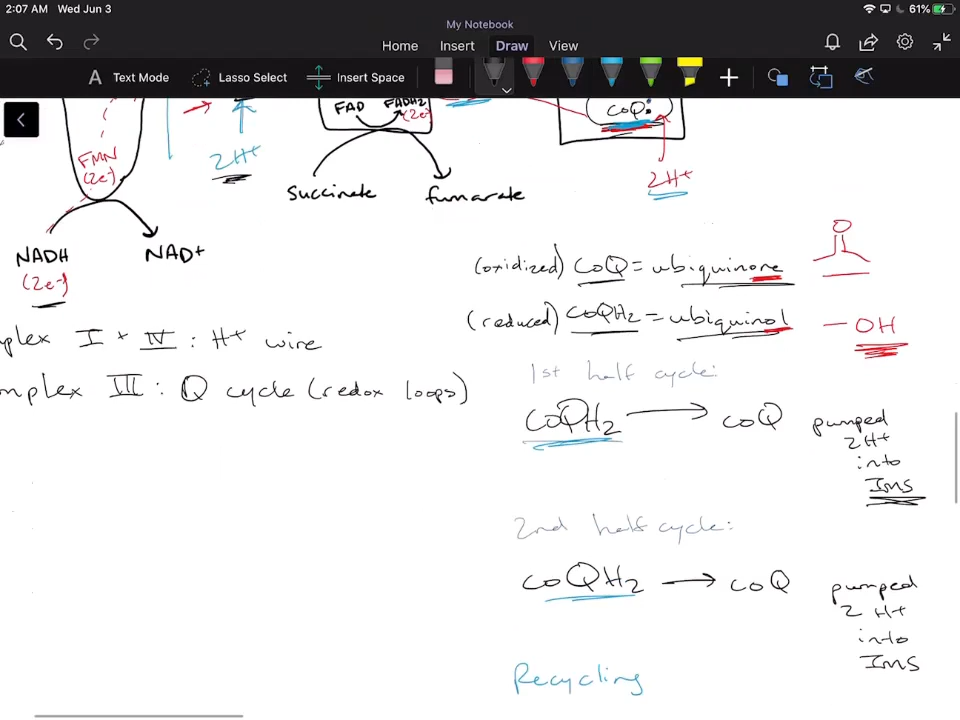 2:07 AM Wed Jun 3
61%
My Notebook
Home Insert Draw View
Text Mode Lasso Select Insert Space
FAD FADH2
(2e-)
CoQ:
FMN
(2e-)
2H+
2H+
succinate fumarate
NADH NAD+
(2e-)
O
(oxidized) CoQ = ubiquinone
(reduced) CoQH2 = ubiquinol - OH
mplex I + IV : H+ wire
1st half cycle:
omplex III : Q cycle (redox loops)
CoQH2 → coQ pumped
2H+
into
IMS
2nd half cycle:
coQH2 → coQ pumped
2 H+
into
IMS
Recycling